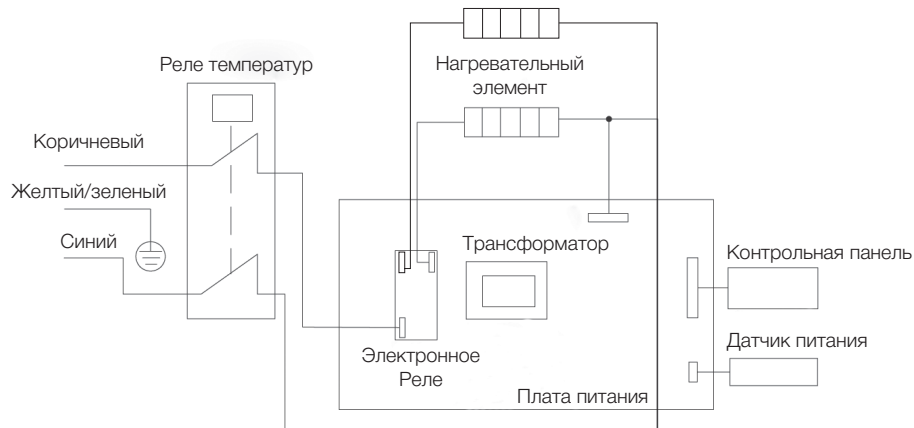 Нагревательный
элемент
Реле температур
Коричневый
Желтый/зеленый
Синий
Трансформатор
Контрольная панель
Датчик питания
Электронное
Реле
Плата питания